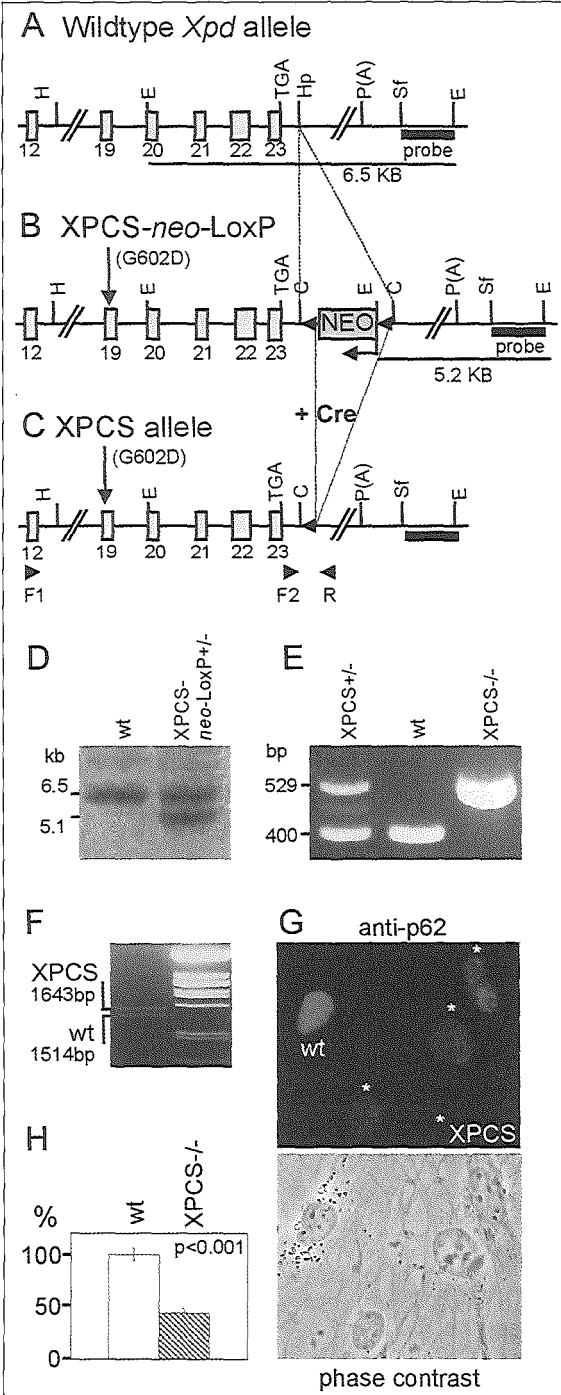 A Wildtype Xpd allele
H E TGA Hp P(A) Sf E
12 19 20 21 22 23 probe
6.5 KB
B XPCS-neo-LoxP
(G602D)
H E TGA C E C P(A) Sf E
NEO
12 19 20 21 22 23 probe
5.2 KB
+ Cre
C XPCS allele
(G602D)
H E TGA C P(A) Sf E
12 19 20 21 22 23
F1 F2 R
D
wt XPCS-neo-LoxP+/-
kb
6.5
5.1
E
XPCS+/- wt XPCS-/-
bp
529
400
F
XPCS
1643bp
wt
1514bp
G
anti-p62
*
*
wt
*
* XPCS
phase contrast
H
wt XPCS-/-
%
p<0.001
100
50
0